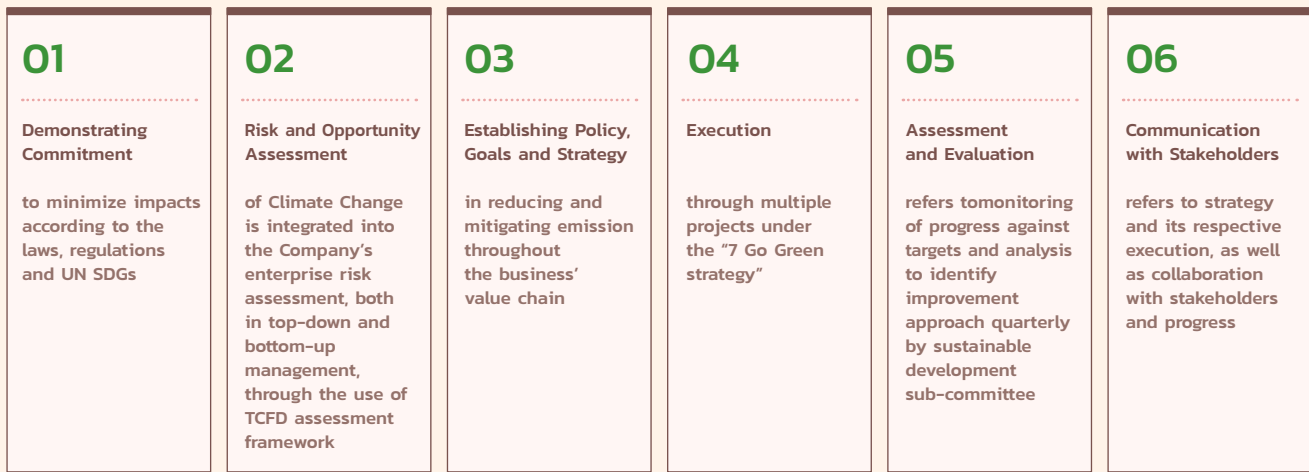 01
Demonstrating
Commitment
to minimize impacts
according to the
laws, regulations
and UN SDGs
02
Risk and Opportunity
Assessment
of Climate Change
is integrated into
the Company's
enterprise risk
assessment, both
in top-down and
bottom-up
management,
through the use of
TCFD assessment
framework
03
Establishing Policy,
Goals and Strategy
in reducing and
mitigating emission
throughout
the business'
value chain
04
Execution
through multiple
projects under
the "7 Go Green
strategy"
05
Assessment
and Evaluation
refers tomonitoring
of progress against
targets and analysis
to identify
improvement
approach quarterly
by sustainable
development
sub-committee
06
Communication
with Stakeholders
refers to strategy
and its respective
execution, as well
as collaboration
with stakeholders
and progress